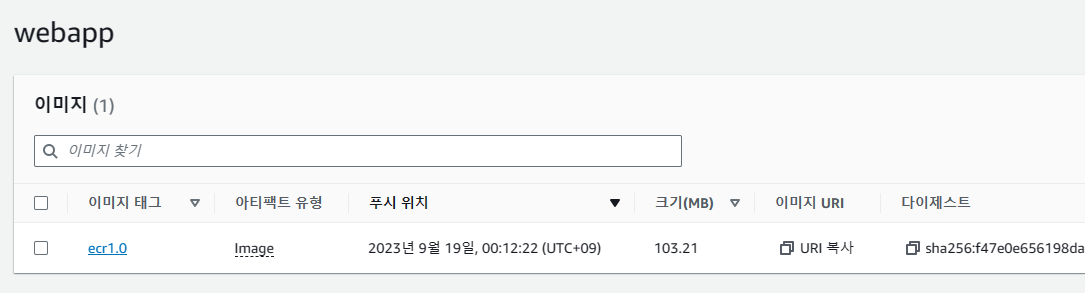 webapp
이미지 (1)
이미지 찾기
이미지 태그 아티팩트 유형 푸시 위치 크기(MB) 이미지 URI 다이제스트
ecr1.0 Image 2023년 9월 19일, 00:12:22 (UTC+09) 103.21 URI 복사 sha256:f47e0e656198da